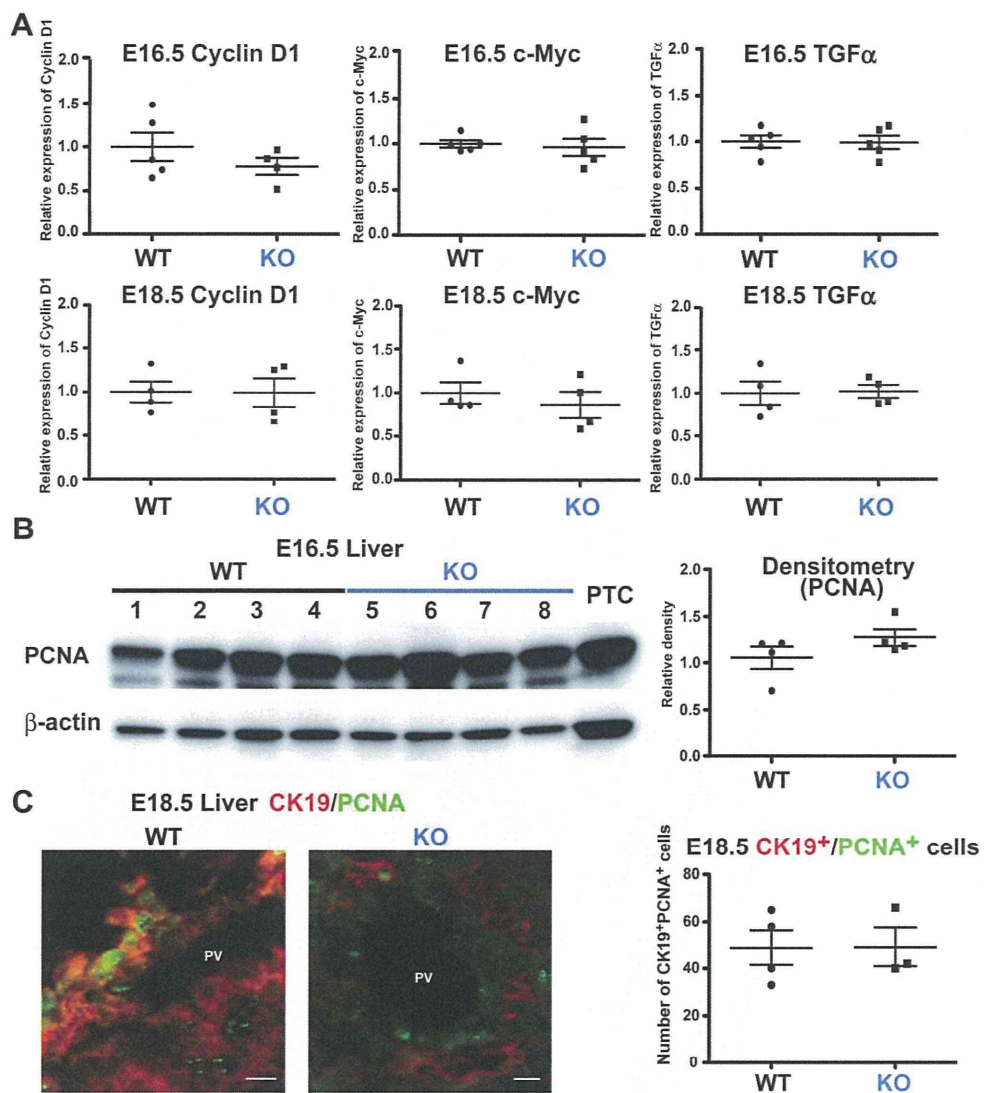 A
E16.5 Cyclin D1
Relative expression of Cyclin D1
2.0
1.5
1.0
0.5
0.0
WT
KO
E16.5 c-Myc
Relative expression of c-Myc
2.0
1.5
1.0
0.5
0.0
WT
KO
E16.5 TGFα
Relative expression of TGFα
2.0
1.5
1.0
0.5
0.0
WT
KO
E18.5 Cyclin D1
Relative expression of Cyclin D1
2.0
1.5
1.0
0.5
0.0
WT
KO
E18.5 c-Myc
Relative expression of c-Myc
2.0
1.5
1.0
0.5
0.0
WT
KO
E18.5 TGFα
Relative expression of TGFα
2.0
1.5
1.0
0.5
0.0
WT
KO
B
E16.5 Liver
WT KO PTC
1 2 3 4 5 6 7 8
PCNA
β-actin
Densitometry
(PCNA)
Relative density
2.0
1.5
1.0
0.5
0.0
WT
KO
C
E18.5 Liver CK19/PCNA
WT KO
PV
PV
E18.5 CK19+/PCNA+ cells
Number of CK19+PCNA+ cells
80
60
40
20
0
WT
KO